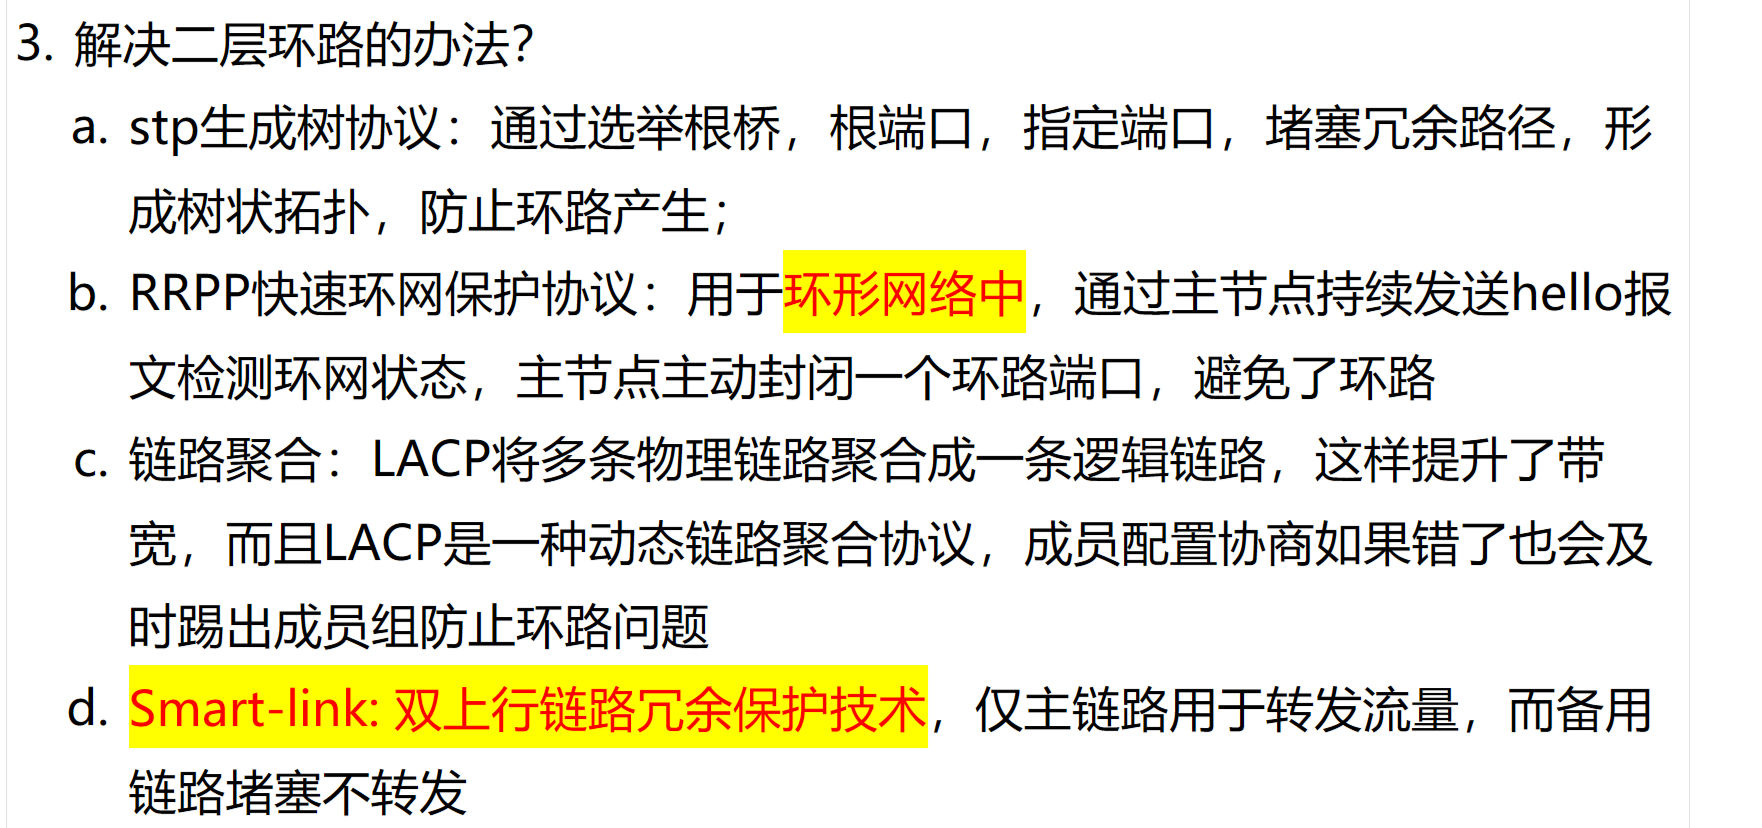 3. 解决二层环路的办法？
a. stp生成树协议：通过选举根桥，根端口，指定端口，堵塞冗余路径，形
成树状拓扑，防止环路产生；
b. RRPP快速环网保护协议：用于环形网络中，通过主节点持续发送hello报
文检测环网状态，主节点主动封闭一个环路端口，避免了环路
c. 链路聚合：LACP将多条物理链路聚合成一条逻辑链路，这样提升了带
宽，而且LACP是一种动态链路聚合协议，成员配置协商如果错了也会及
时踢出成员组防止环路问题
d. Smart-link: 双上行链路冗余保护技术，仅主链路用于转发流量，而备用
链路堵塞不转发